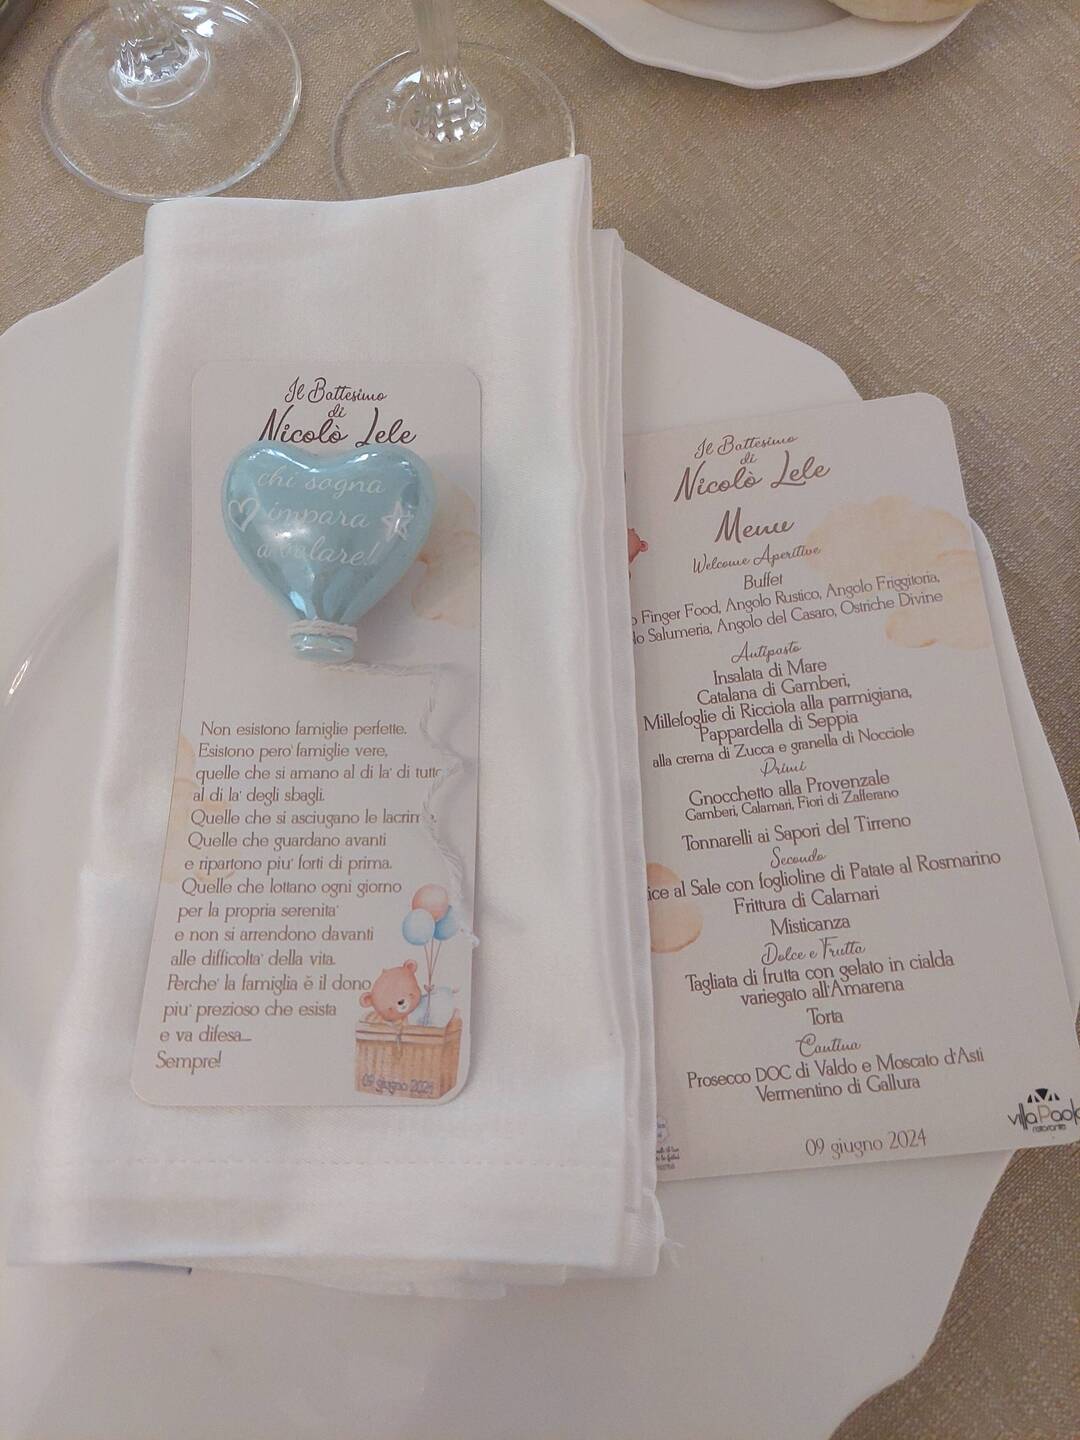 Il Battesimo
di
Nicolò Lele
chi sogna
impara
a volare!
Non esistono famiglie perfette.
Esistono pero' famiglie vere,
quelle che si amano al di la' di tutto
al di la' degli sbagli.
Quelle che si asciugano le
Quelle che guardano avanti
e ripartono piu' forti di prima.
Quelle che lottano ogni giorno
per la propria serenita'
e non si arrendono davanti
alle difficolta' della vita.
Perche' la famiglia è il dono
piu' prezioso che esista
e va difesa...
Sempre!
09 giugno 2024
Il Battesimo
di
Nicolò Lele
Menu
Welcome Aperitive
Buffet
Finger Food, Angolo Rustico, Angolo Friggitoria,
Salumeria, Angolo del Casaro, Ostriche Divine
Antipasto
Insalata di Mare
Catalana di Gamberi,
Millefoglie di Ricciola alla parmigiana,
Pappardella di Seppia
alla crema di Zucca e granella di Nocciole
Primi
Gnocchetto alla Provenzale
Gamberi, Calamari, Fiori di Zafferano
Tonnarelli ai Sapori del Tirreno
Secondo
al Sale con foglioline di Patate al Rosmarino
Frittura di Calamari
Misticanza
Dolce e Frutta
Tagliata di frutta con gelato in cialda
variegato all'Amarena
Torta
Cantina
Prosecco DOC di Valdo e Moscato d'Asti
Vermentino di Gallura
09 giugno 2024
villaPaola
ristorante